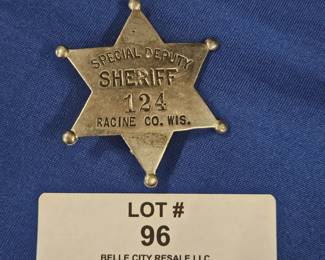 SPECIAL DEPUTY
SHERIFF
124
RACINE CO. WIS.
LOT #
96
BELLE CITY RESALE LLC